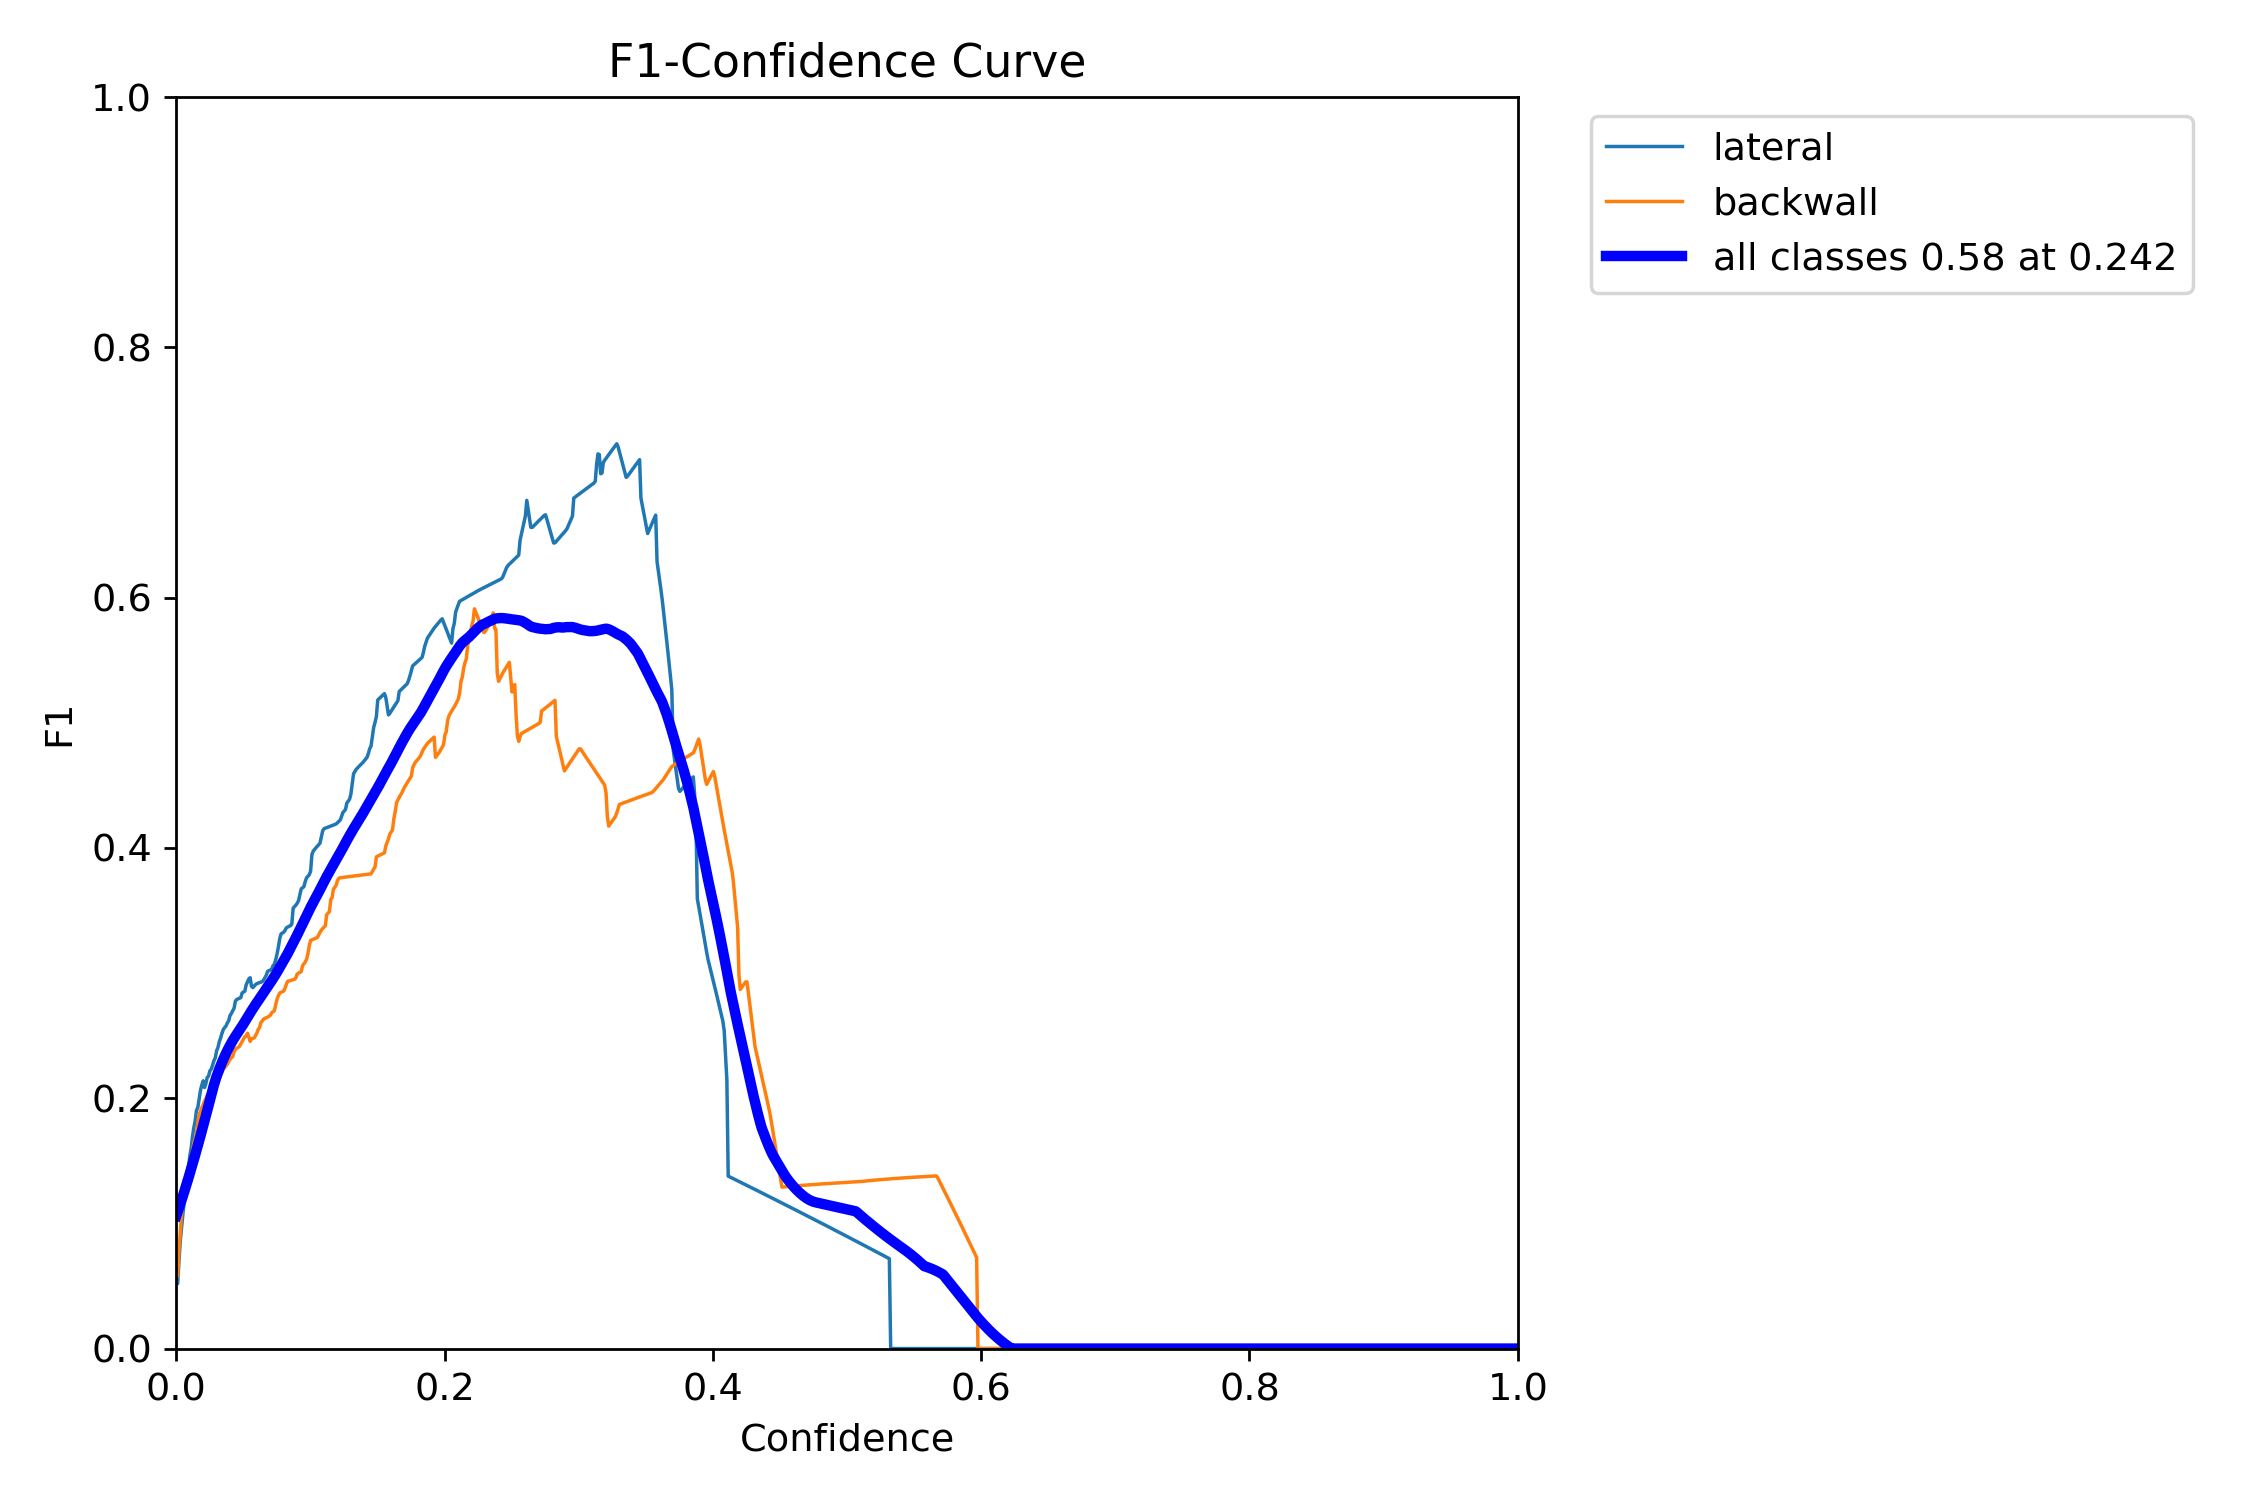 F1-Confidence Curve
lateral
backwall
all classes 0.58 at 0.242
1.0
0.8
0.6
0.4
0.2
0.0
F1
0.0 0.2 0.4 0.6 0.8 1.0
Confidence